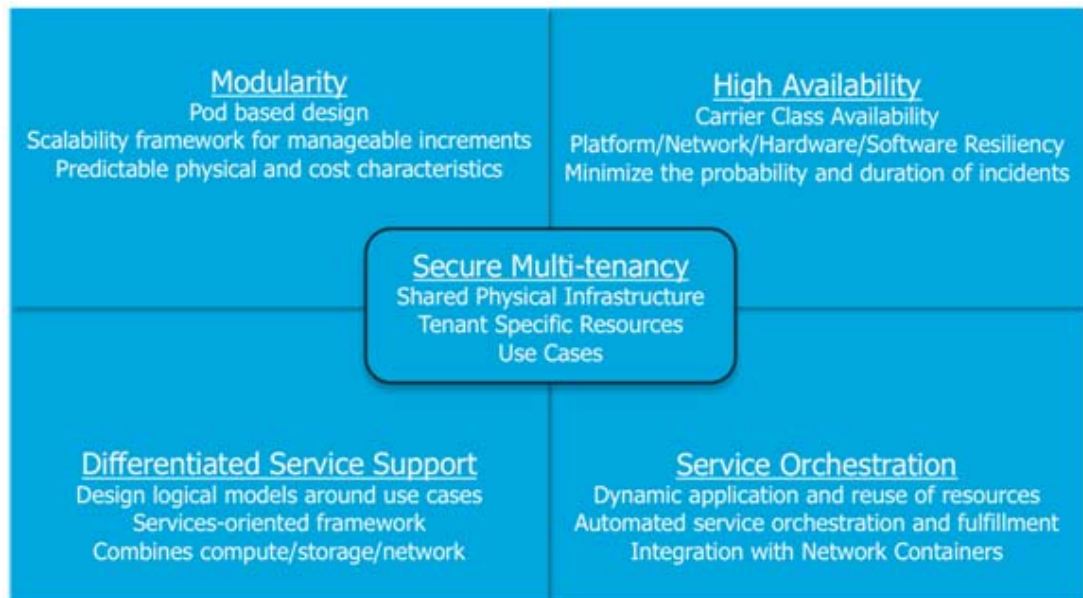 Modularity
Pod based design
Scalability framework for manageable increments
Predictable physical and cost characteristics
High Availability
Carrier Class Availability
Platform/Network/Hardware/Software Resiliency
Minimize the probability and duration of incidents
Secure Multi-tenancy
Shared Physical Infrastructure
Tenant Specific Resources
Use Cases
Differentiated Service Support
Design logical models around use cases
Services-oriented framework
Combines compute/storage/network
Service Orchestration
Dynamic application and reuse of resources
Automated service orchestration and fulfillment
Integration with Network Containers